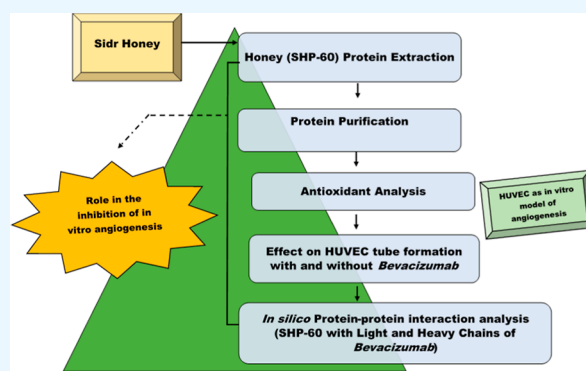 Sidr Honey
Honey (SHP-60) Protein Extraction
Protein Purification
Antioxidant Analysis
HUVEC as in vitro
model of
angiogenesis
Role in the
inhibition of in
vitro angiogenesis
Effect on HUVEC tube formation
with and without Bevacizumab
In silico Protein-protein interaction analysis
(SHP-60 with Light and Heavy Chains of
Bevacizumab)